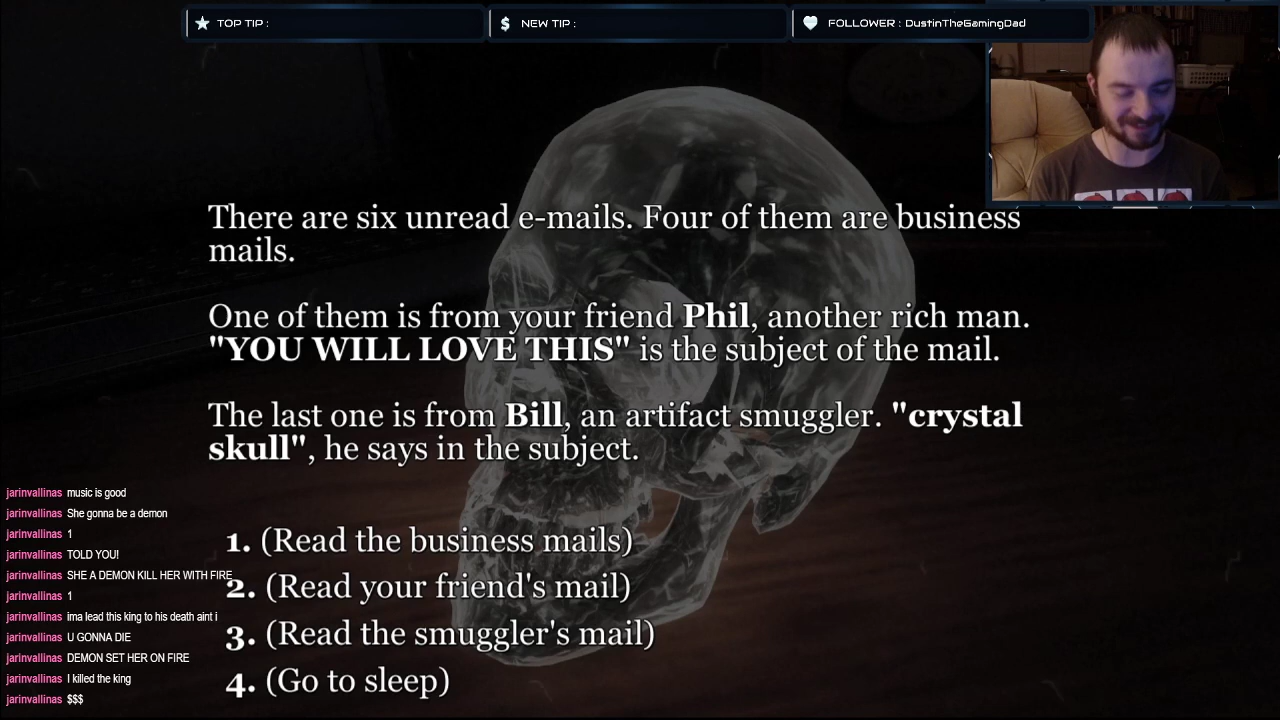 TOP TIP :
NEW TIP :
FOLLOWER : DustinTheGamingDad
There are six unread e-mails. Four of them are business
mails.
One of them is from your friend Phil, another rich man.
"YOU WILL LOVE THIS" is the subject of the mail.
The last one is from Bill, an artifact smuggler. "crystal
skull", he says in the subject.
1. (Read the business mails)
2. (Read your friend's mail)
3. (Read the smuggler's mail)
4. (Go to sleep)
jarinvallinas music is good
jarinvallinas She gonna be a demon
jarinvallinas 1
jarinvallinas TOLD YOU!
jarinvallinas SHE A DEMON KILL HER WITH FIRE
jarinvallinas 1
jarinvallinas ima lead this king to his death aint i
jarinvallinas U GONNA DIE
jarinvallinas DEMON SET HER ON FIRE
jarinvallinas I killed the king
jarinvallinas $$$